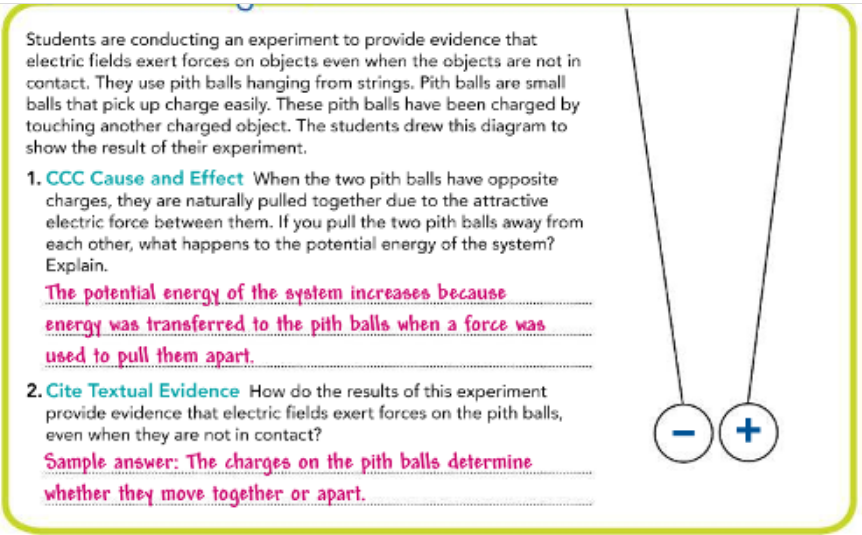 Students are conducting an experiment to provide evidence that
electric fields exert forces on objects even when the objects are not in
contact. They use pith balls hanging from strings. Pith balls are small
balls that pick up charge easily. These pith balls have been charged by
touching another charged object. The students drew this diagram to
show the result of their experiment.
1. CCC Cause and Effect When the two pith balls have opposite
charges, they are naturally pulled together due to the attractive
electric force between them. If you pull the two pith balls away from
each other, what happens to the potential energy of the system?
Explain.
The potential energy of the system increases because
energy was transferred to the pith balls when a force was
used to pull them apart.
2. Cite Textual Evidence How do the results of this experiment
provide evidence that electric fields exert forces on the pith balls,
even when they are not in contact?
Sample answer: The charges on the pith balls determine
whether they move together or apart.
− +